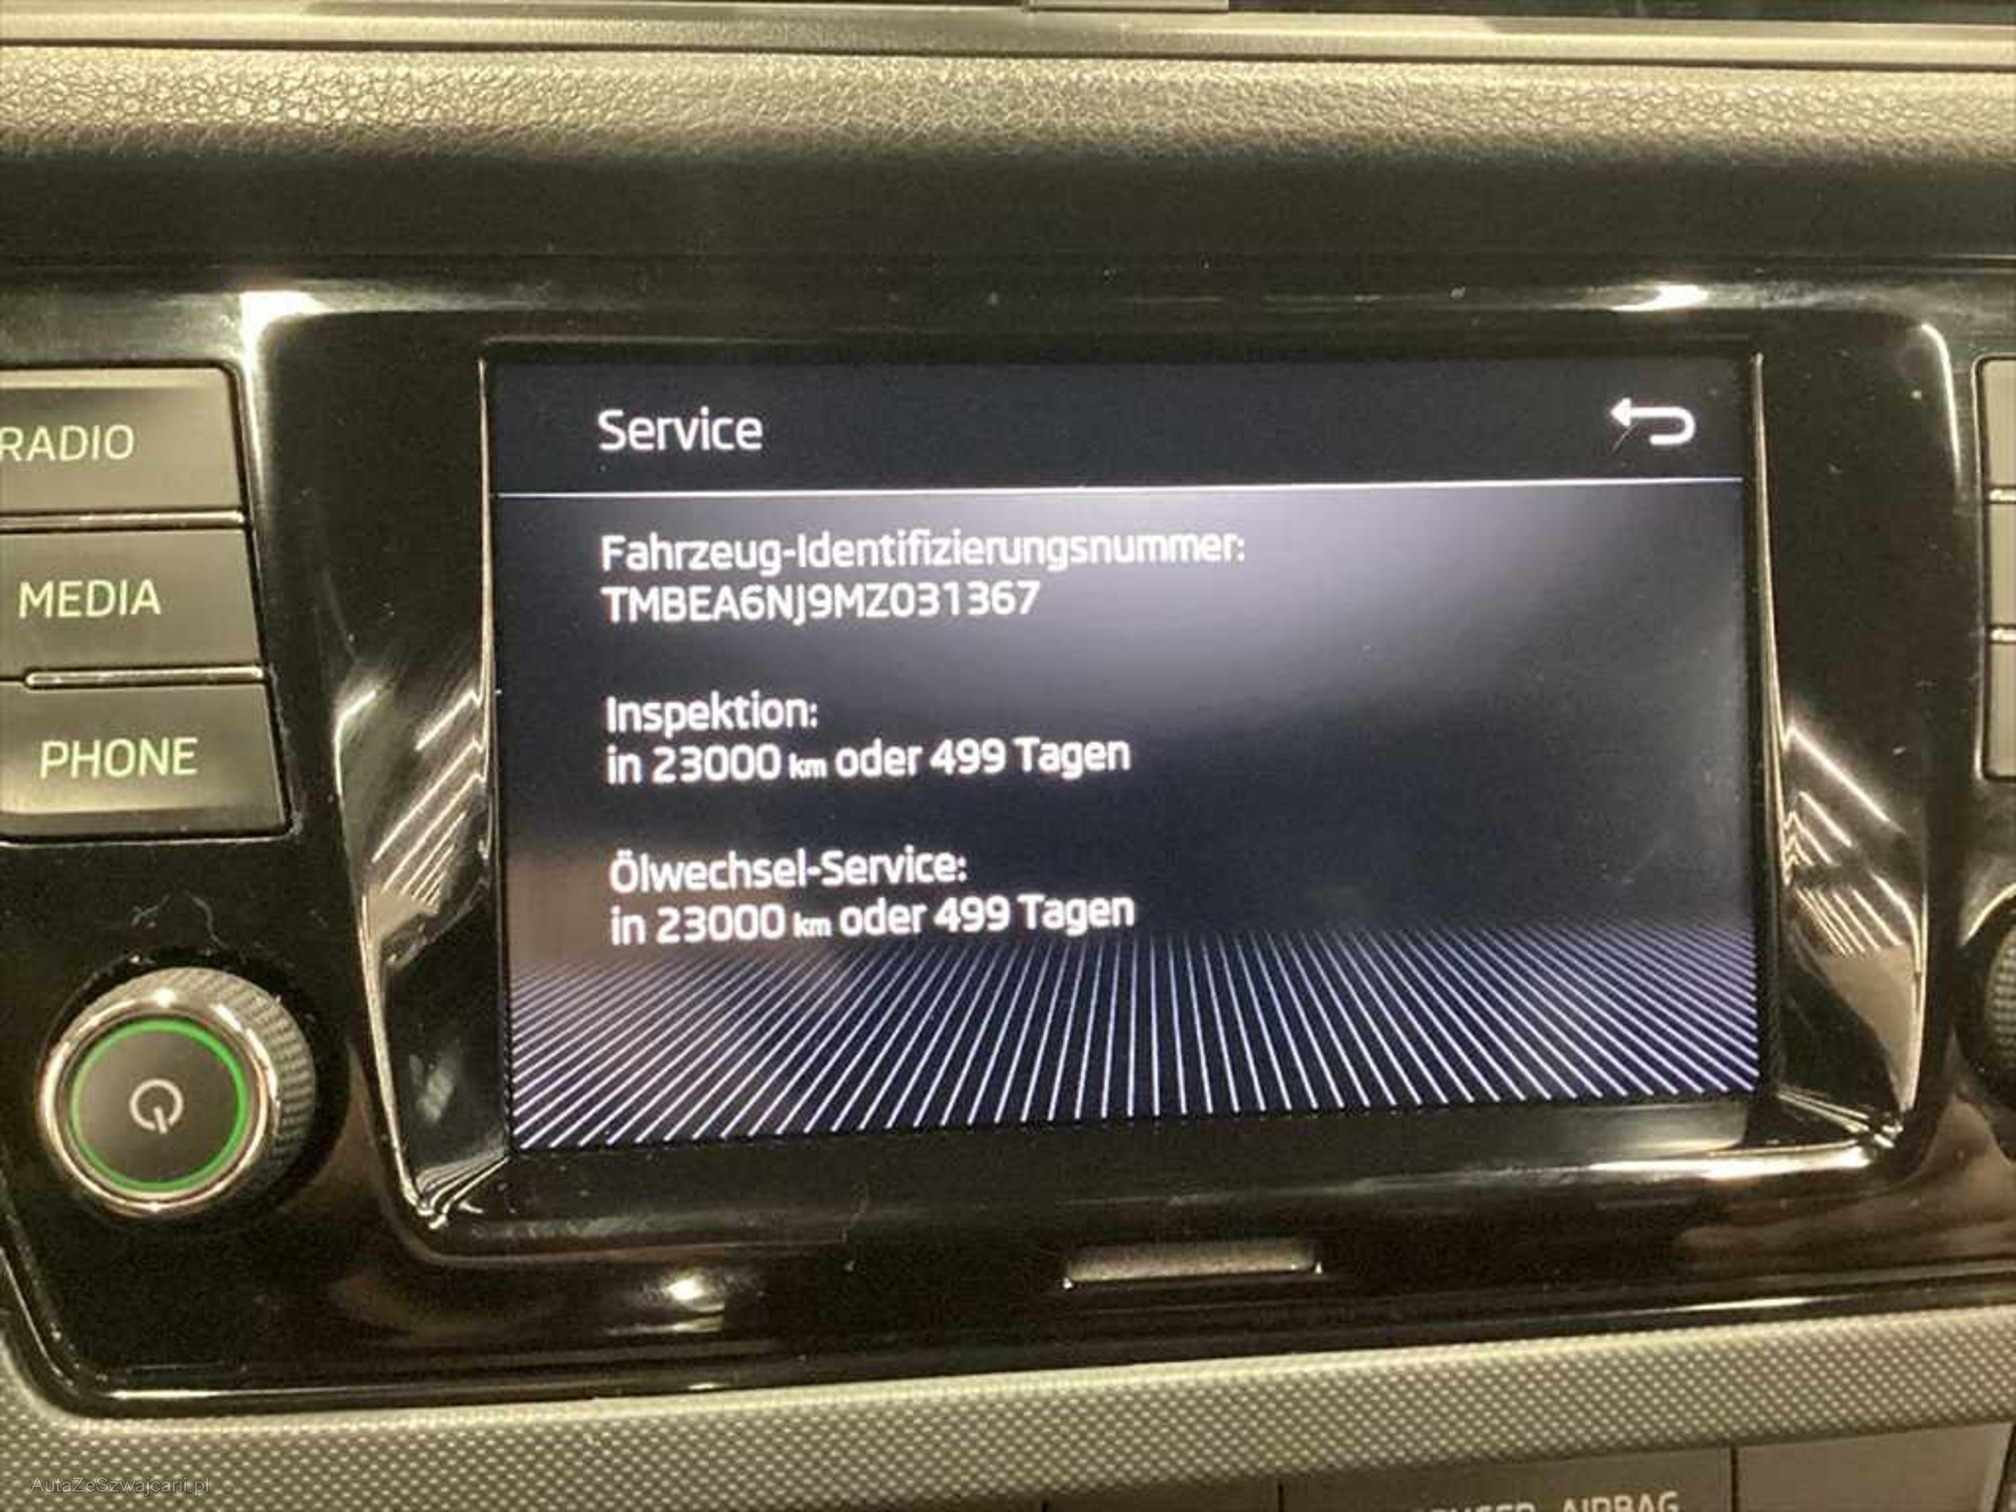 RADIO
MEDIA
PHONE
Service
Fahrzeug-Identifizierungsnummer:
TMBEA6NJ9MZ031367
Inspektion:
in 23000 km oder 499 Tagen
Ölwechsel-Service:
in 23000 km oder 499 Tagen
AIRBAG
AutaZeSzwajcarii.pl